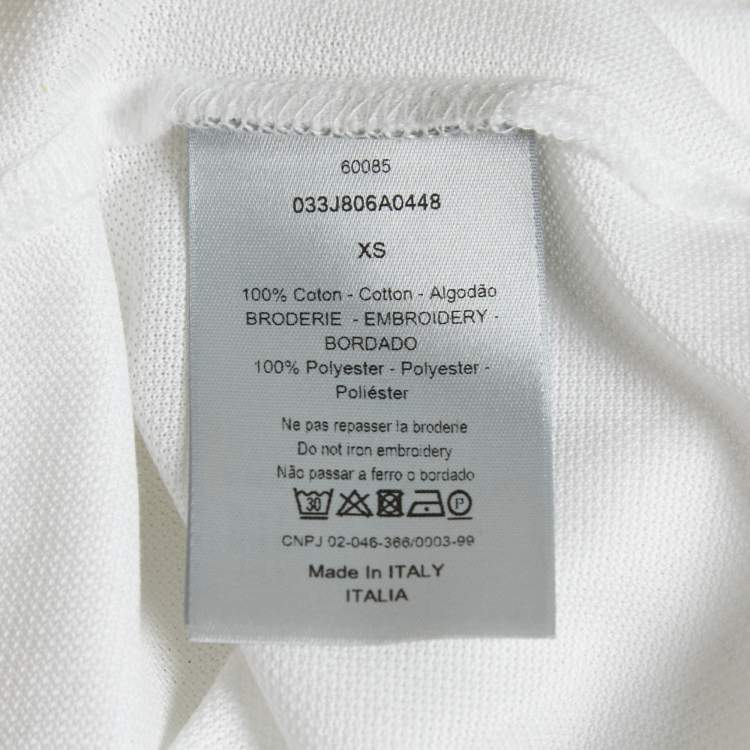 60085
033J806A0448
XS
100% Coton - Cotton - Algodão
BRODERIE - EMBROIDERY -
BORDADO
100% Polyester - Polyester -
Poliéster
Ne pas repasser la broderie
Do not iron embroidery
Não passar a ferro o bordado
30 P
CNPJ 02-046-366/0003-99
Made In ITALY
ITALIA